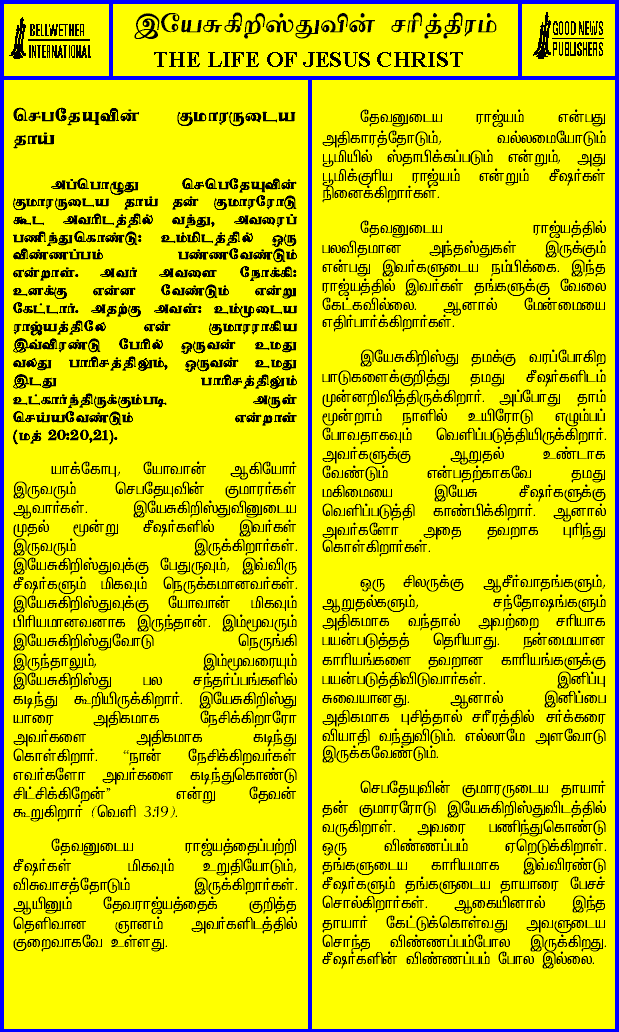 BELLWETHER
INTERNATIONAL
இயேசுகிறிஸ்துவின் சரித்திரம்
THE LIFE OF JESUS CHRIST
GOOD NEWS
PUBLISHERS
செபதேயுவின் குமாரருடைய
தாய்
அப்பொழுது செபெதேயுவின்
குமாரருடைய தாய் தன் குமாரரோடு
கூட அவரிடத்தில் வந்து, அவரைப்
பணிந்துகொண்டு: உம்மிடத்தில் ஒரு
விண்ணப்பம் பண்ணவேண்டும்
என்றாள். அவர் அவளை நோக்கி:
உனக்கு என்ன வேண்டும் என்று
கேட்டார். அதற்கு அவள்: உம்முடைய
ராஜ்யத்திலே என் குமாரராகிய
இவ்விரண்டு பேரில் ஒருவன் உமது
வலது பாரிசத்திலும், ஒருவன் உமது
இடது பாரிசத்திலும்
உட்கார்ந்திருக்கும்படி அருள்
செய்யவேண்டும் என்றாள்
(மத் 20:20,21).
யாக்கோபு, யோவான் ஆகியோர்
இருவரும் செபதேயுவின் குமாரர்கள்
ஆவார்கள். இயேசுகிறிஸ்துவினுடைய
முதல் மூன்று சீஷர்களில் இவர்கள்
இருவரும் இருக்கிறார்கள்.
இயேசுகிறிஸ்துவுக்கு பேதுருவும், இவ்விரு
சீஷர்களும் மிகவும் நெருக்கமானவர்கள்.
இயேசுகிறிஸ்துவுக்கு யோவான் மிகவும்
பிரியமானவனாக இருந்தான். இம்மூவரும்
இயேசுகிறிஸ்துவோடு நெருங்கி
இருந்தாலும், இம்மூவரையும்
இயேசுகிறிஸ்து பல சந்தர்ப்பங்களில்
கடிந்து கூறியிருக்கிறார். இயேசுகிறிஸ்து
யாரை அதிகமாக நேசிக்கிறாரோ
அவர்களை அதிகமாக கடிந்து
கொள்கிறார். “நான் நேசிக்கிறவர்கள்
எவர்களோ அவர்களை கடிந்துகொண்டு
சிட்சிக்கிறேன்” என்று தேவன்
கூறுகிறார் (வெளி 3:19).
தேவனுடைய ராஜ்யத்தைப்பற்றி
சீஷர்கள் மிகவும் உறுதியோடும்,
விசுவாசத்தோடும் இருக்கிறார்கள்.
ஆயினும் தேவராஜ்யத்தைக் குறித்த
தெளிவான ஞானம் அவர்களிடத்தில்
குறைவாகவே உள்ளது.
தேவனுடைய ராஜ்யம் என்பது
அதிகாரத்தோடும், வல்லமையோடும்
பூமியில் ஸ்தாபிக்கப்படும் என்றும், அது
பூமிக்குரிய ராஜ்யம் என்றும் சீஷர்கள்
நினைக்கிறார்கள்.
தேவனுடைய ராஜ்யத்தில்
பலவிதமான அந்தஸ்துகள் இருக்கும்
என்பது இவர்களுடைய நம்பிக்கை. இந்த
ராஜ்யத்தில் இவர்கள் தங்களுக்கு வேலை
கேட்கவில்லை. ஆனால் மேன்மையை
எதிர்பார்க்கிறார்கள்.
இயேசுகிறிஸ்து தமக்கு வரப்போகிற
பாடுகளைக்குறித்து தமது சீஷர்களிடம்
முன்னறிவித்திருக்கிறார். அப்போது தாம்
மூன்றாம் நாளில் உயிரோடு எழும்பப்
போவதாகவும் வெளிப்படுத்தியிருக்கிறார்.
அவர்களுக்கு ஆறுதல் உண்டாக
வேண்டும் என்பதற்காகவே தமது
மகிமையை இயேசு சீஷர்களுக்கு
வெளிப்படுத்தி காண்பிக்கிறார். ஆனால்
அவர்களோ அதை தவறாக புரிந்து
கொள்கிறார்கள்.
ஒரு சிலருக்கு ஆசீர்வாதங்களும்,
ஆறுதல்களும், சந்தோஷங்களும்
அதிகமாக வந்தால் அவற்றை சரியாக
பயன்படுத்தத் தெரியாது. நன்மையான
காரியங்களை தவறான காரியங்களுக்கு
பயன்படுத்திவிடுவார்கள். இனிப்பு
சுவையானது. ஆனால் இனிப்பை
அதிகமாக புசித்தால் சரீரத்தில் சர்க்கரை
வியாதி வந்துவிடும். எல்லாமே அளவோடு
இருக்கவேண்டும்.
செபதேயுவின் குமாரருடைய தாயார்
தன் குமாரரோடு இயேசுகிறிஸ்துவிடத்தில்
வருகிறாள். அவரை பணிந்துகொண்டு
ஒரு விண்ணப்பம் ஏறெடுக்கிறாள்.
தங்களுடைய காரியமாக இவ்விரண்டு
சீஷர்களும் தங்களுடைய தாயாரை பேசச்
சொல்கிறார்கள். ஆகையினால் இந்த
தாயார் கேட்டுக்கொள்வது அவளுடைய
சொந்த விண்ணப்பம்போல இருக்கிறது.
சீஷர்களின் விண்ணப்பம் போல இல்லை.